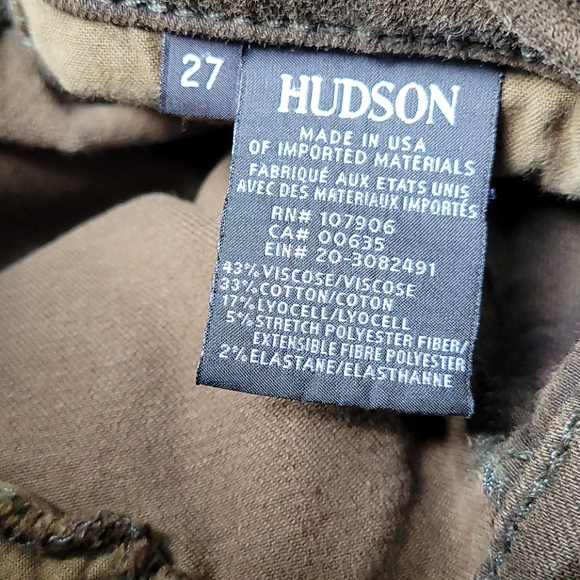 27
HUDSON
MADE IN USA
OF IMPORTED MATERIALS
FABRIQUÉ AUX ETATS UNIS
AVEC DES MATERIAUX IMPORTÉS
RN# 107906
CA# 00635
EIN# 20-3082491
43% VISCOSE/VISCOSE
33% COTTON/COTON
17% LYOCELL/LYOCELL
5% STRETCH POLYESTER FIBER/
EXTENSIBLE FIBRE POLYESTER
2% ELASTANE/ELASTHANNE